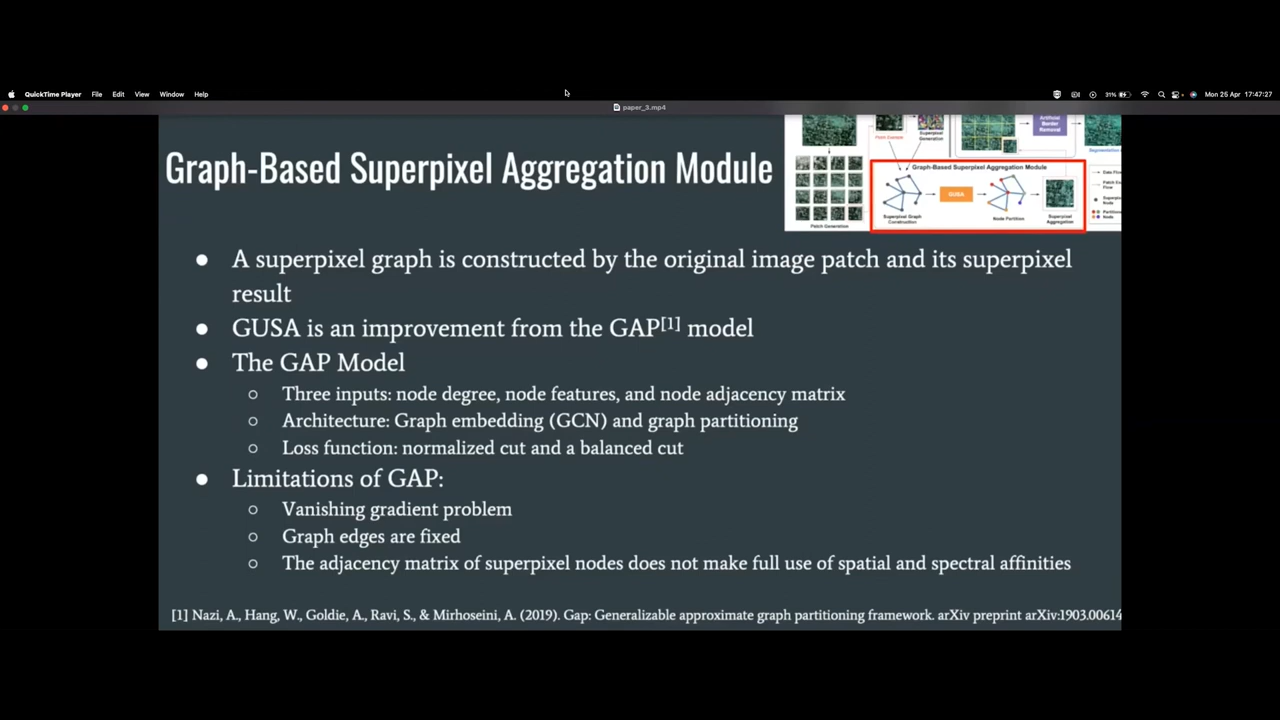 QuickTime Player File Edit View Window Help 31% Mon 25 Apr 17:47:27
paper_3.mp4
Graph-Based Superpixel Aggregation Module
Superpixel
Generation
Artificial
Border
Removal
Graph-Based Superpixel Aggregation Module
GUSA
Superpixel Graph
Construction
Node Partition
Superpixel
Aggregation
Patch Generation
● A superpixel graph is constructed by the original image patch and its superpixel
result
● GUSA is an improvement from the GAP[1] model
● The GAP Model
○ Three inputs: node degree, node features, and node adjacency matrix
○ Architecture: Graph embedding (GCN) and graph partitioning
○ Loss function: normalized cut and a balanced cut
● Limitations of GAP:
○ Vanishing gradient problem
○ Graph edges are fixed
○ The adjacency matrix of superpixel nodes does not make full use of spatial and spectral affinities
[1] Nazi, A., Hang, W., Goldie, A., Ravi, S., & Mirhoseini, A. (2019). Gap: Generalizable approximate graph partitioning framework. arXiv preprint arXiv:1903.00614